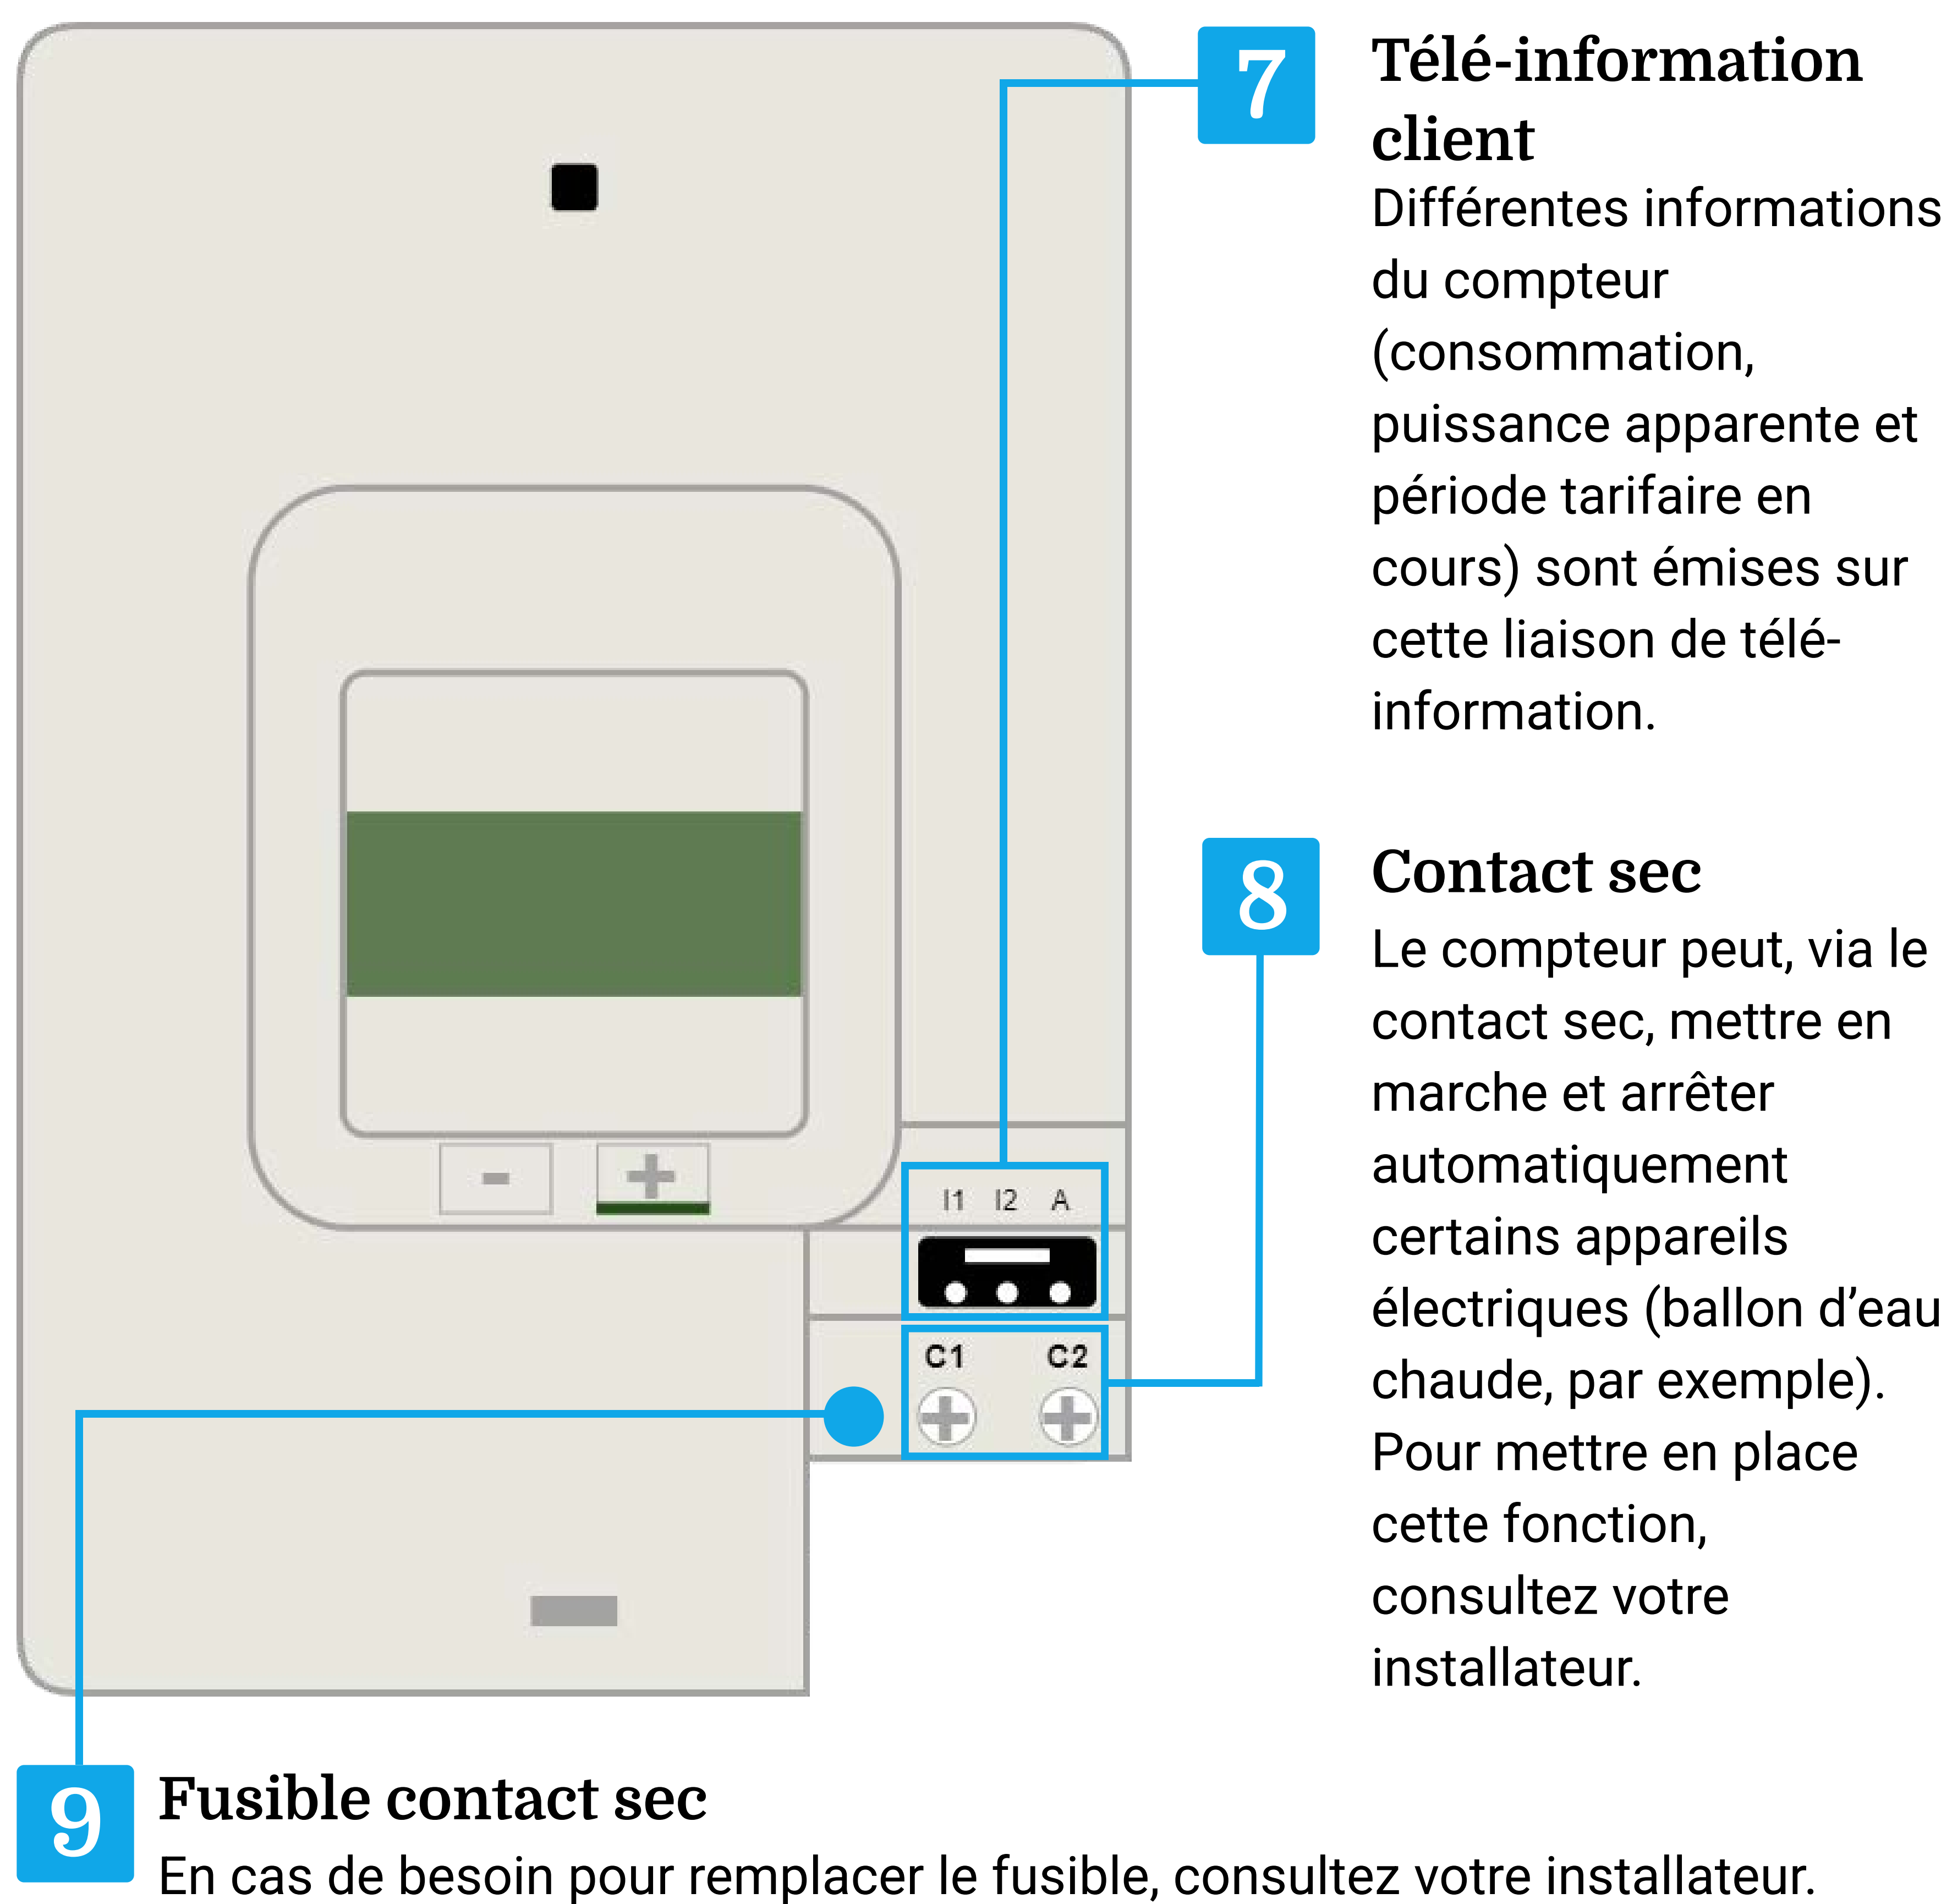 7
Télé-information
client
Différentes informations
du compteur
(consommation,
puissance apparente et
période tarifaire en
cours) sont émises sur
cette liaison de télé-
information.
8
Contact sec
Le compteur peut, via le
contact sec, mettre en
marche et arrêter
automatiquement
certains appareils
électriques (ballon d’eau
chaude, par exemple).
Pour mettre en place
cette fonction,
consultez votre
installateur.
- +
I1 I2 A
C1 C2
9
Fusible contact sec
En cas de besoin pour remplacer le fusible, consultez votre installateur.